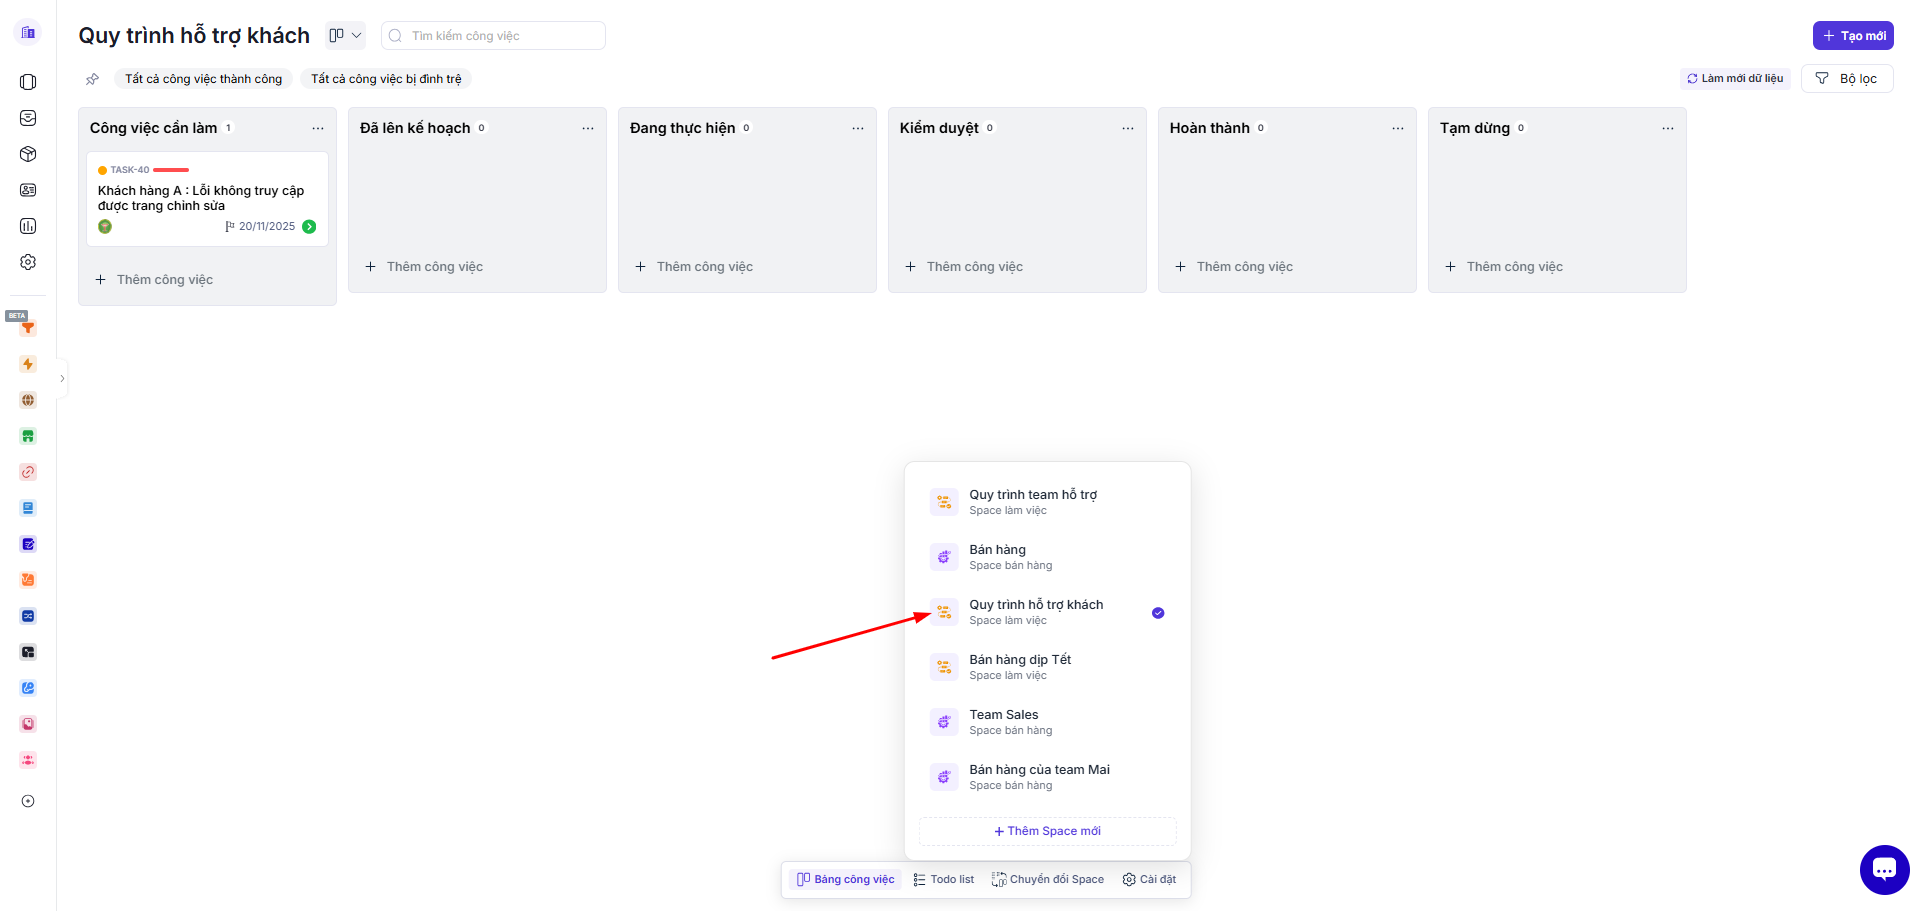 Quy trình hỗ trợ khách
Tìm kiếm công việc
Tạo mới
Tất cả công việc thành công
Tất cả công việc bị đình trệ
Làm mới dữ liệu
Bộ lọc
Công việc cần làm 1
Đã lên kế hoạch 0
Đang thực hiện 0
Kiểm duyệt 0
Hoàn thành 0
Tạm dừng 0
TASK-40
Khách hàng A : Lỗi không truy cập
được trang chỉnh sửa
20/11/2025
Thêm công việc
Thêm công việc
Thêm công việc
Thêm công việc
Thêm công việc
Thêm công việc
BETA
Quy trình team hỗ trợ
Space làm việc
Bán hàng
Space bán hàng
Quy trình hỗ trợ khách
Space làm việc
Bán hàng dịp Tết
Space làm việc
Team Sales
Space bán hàng
Bán hàng của team Mai
Space bán hàng
+ Thêm Space mới
Bảng công việc
Todo list
Chuyển đổi Space
Cài đặt